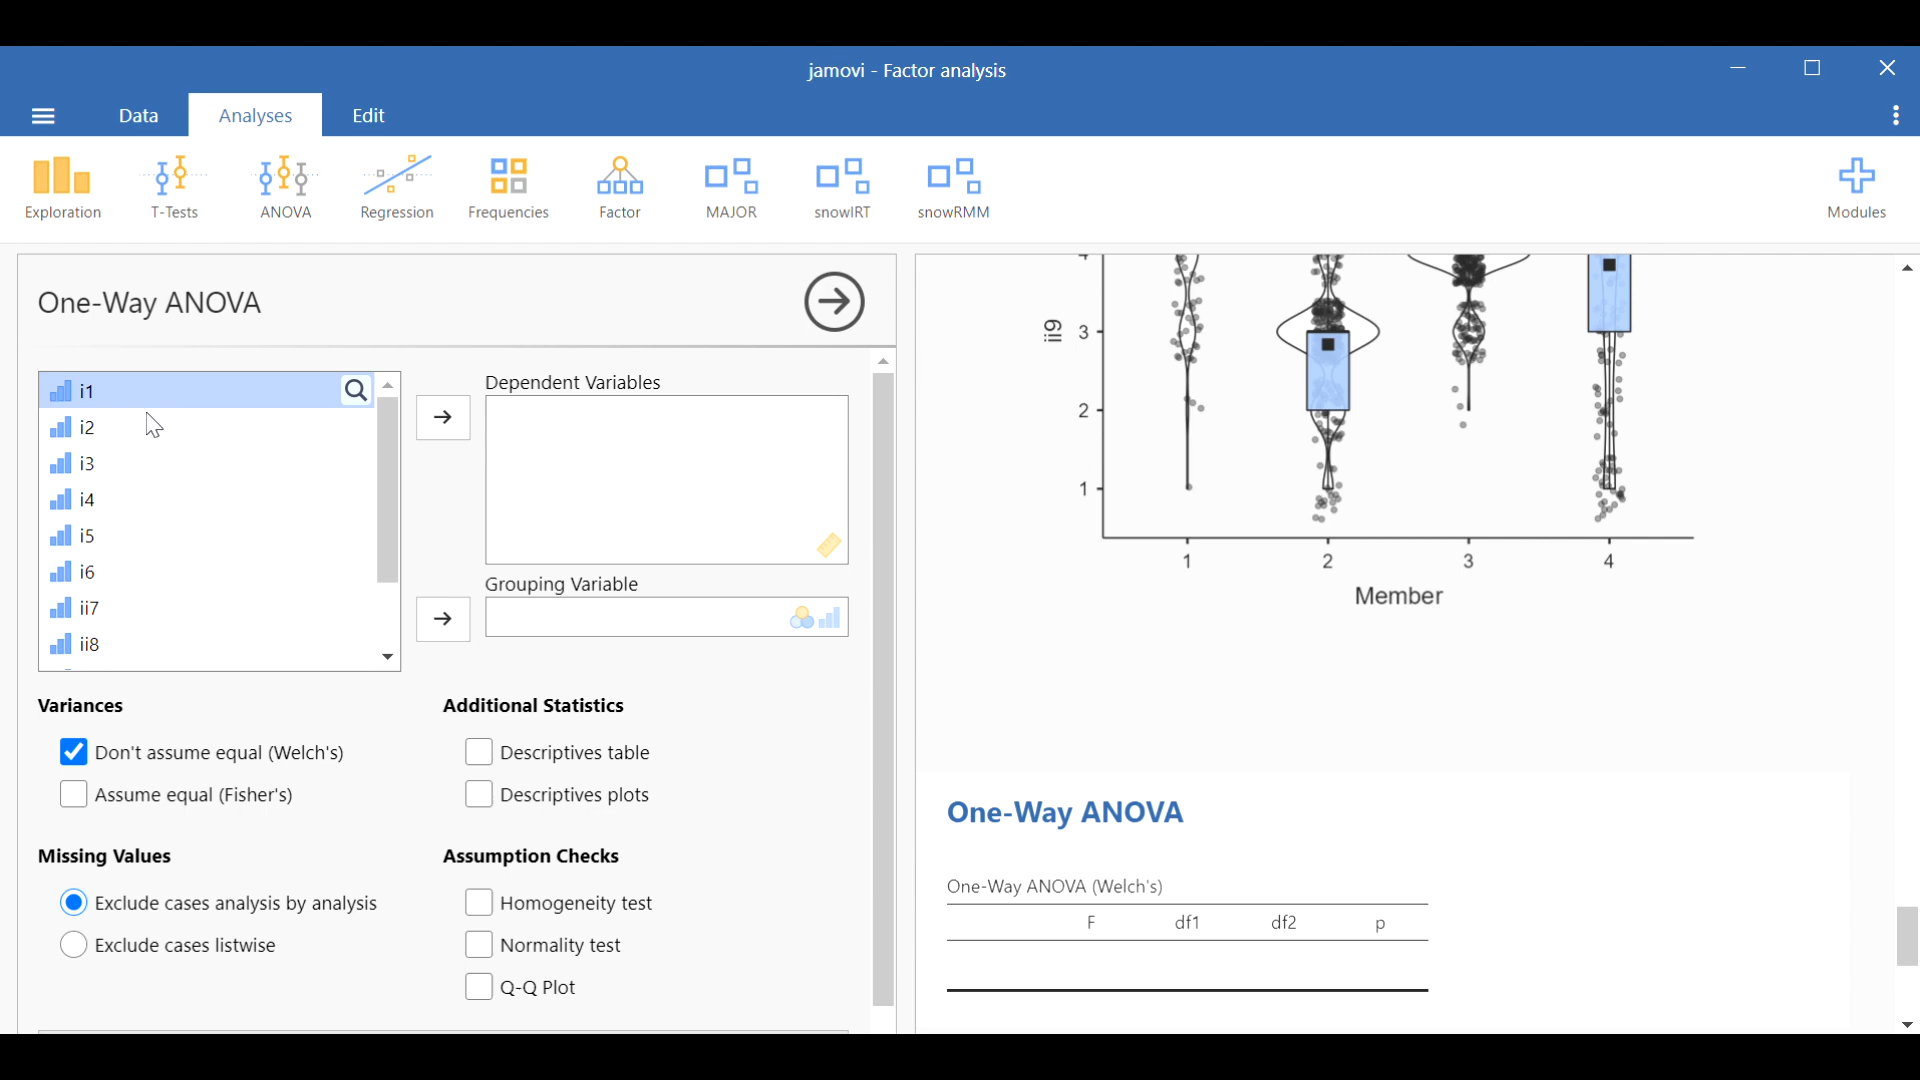 jamovi - Factor analysis
Data
Analyses
Edit
Exploration
T-Tests
ANOVA
Regression
Frequencies
Factor
MAJOR
snowIRT
snowRMM
Modules
One-Way ANOVA
i1
i2
i3
i4
i5
i6
ii7
ii8
Dependent Variables
Grouping Variable
Variances
Don't assume equal (Welch's)
Assume equal (Fisher's)
Additional Statistics
Descriptives table
Descriptives plots
Missing Values
Exclude cases analysis by analysis
Exclude cases listwise
Assumption Checks
Homogeneity test
Normality test
Q-Q Plot
ii9
3
2
1
1 2 3 4
Member
One-Way ANOVA
One-Way ANOVA (Welch's)
F df1 df2 p